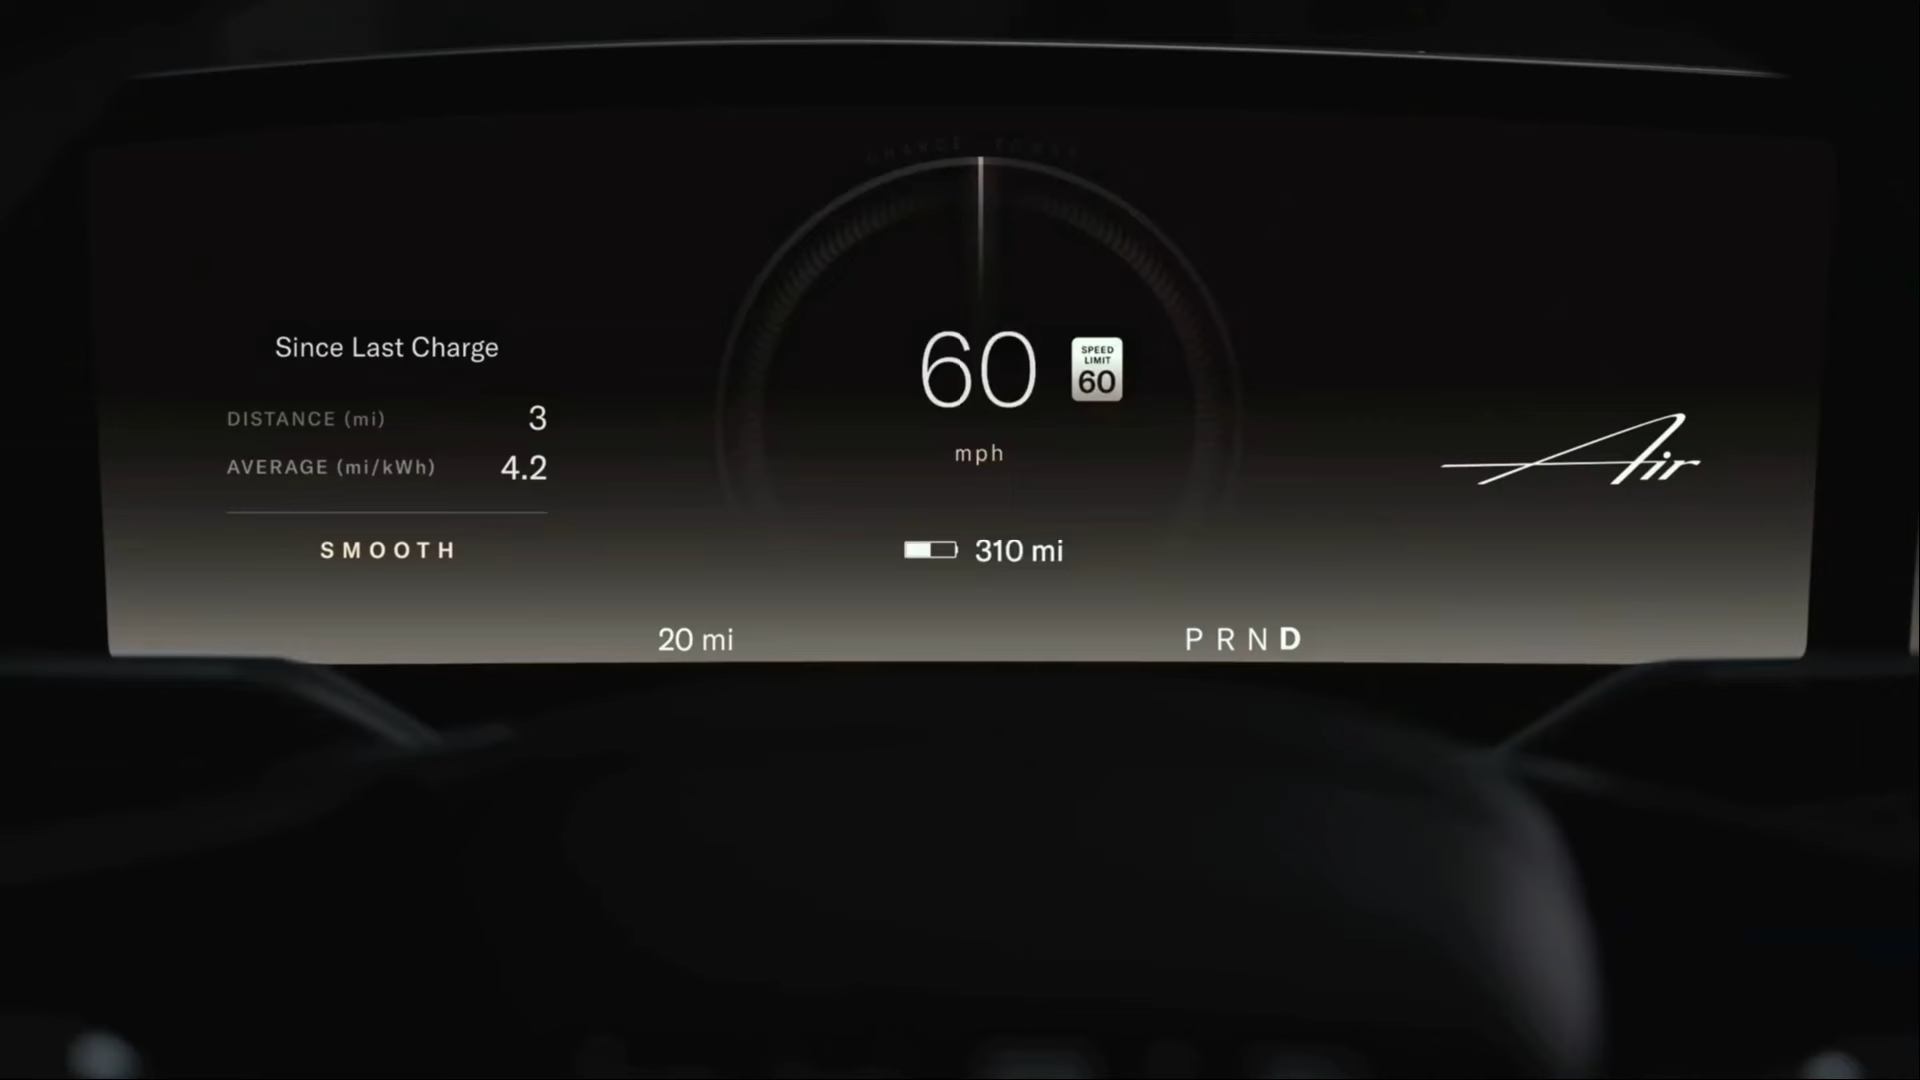 Since Last Charge
DISTANCE (mi) 3
AVERAGE (mi/kWh) 4.2
SMOOTH
60
mph
SPEED
LIMIT
60
310 mi
20 mi
P R N D
Air